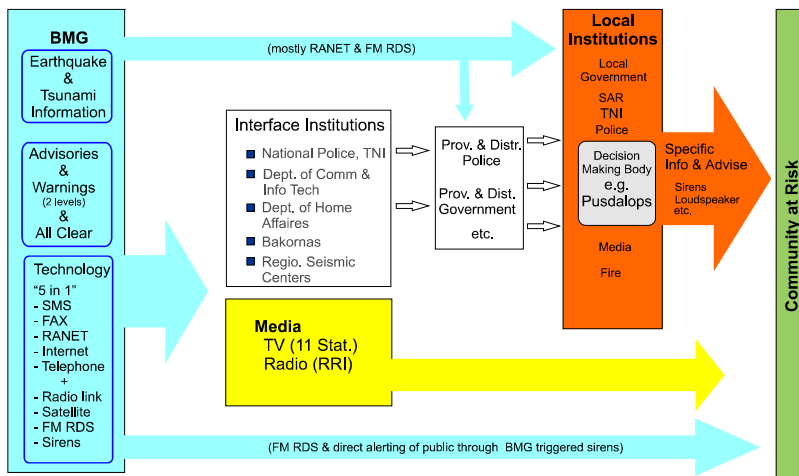 BMG
Earthquake
&
Tsunami
Information
Advisories
&
Warnings
(2 levels)
&
All Clear
Technology
“5 in 1”
- SMS
- FAX
- RANET
- Internet
- Telephone
+
- Radio link
- Satellite
- FM RDS
- Sirens
(mostly RANET & FM RDS)
Interface Institutions
National Police, TNI
Dept. of Comm &
Info Tech
Dept. of Home
Affaires
Bakornas
Regio. Seismic
Centers
Prov. & Distr.
Police
Prov. & Dist.
Government
etc.
Local
Institutions
Local
Government
SAR
TNI
Police
Decision
Making Body
e.g.
Pusdalops
Media
Fire
Specific
Info & Advise
Sirens
Loudspeaker
etc.
Media
TV (11 Stat.)
Radio (RRI)
(FM RDS & direct alerting of public through BMG triggered sirens)
Community at Risk